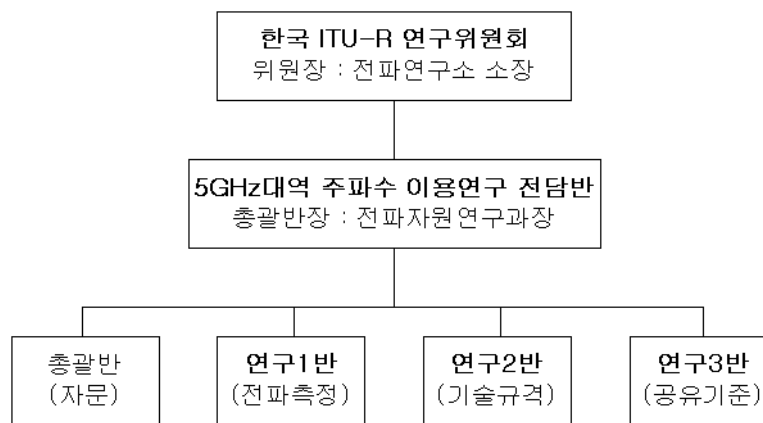 한국 ITU-R 연구위원회
위원장 : 전파연구소 소장
5GHz대역 주파수 이용연구 전담반
총괄반장 : 전파자원연구과장
총괄반
(자문)
연구1반
(전파측정)
연구2반
(기술규격)
연구3반
(공유기준)